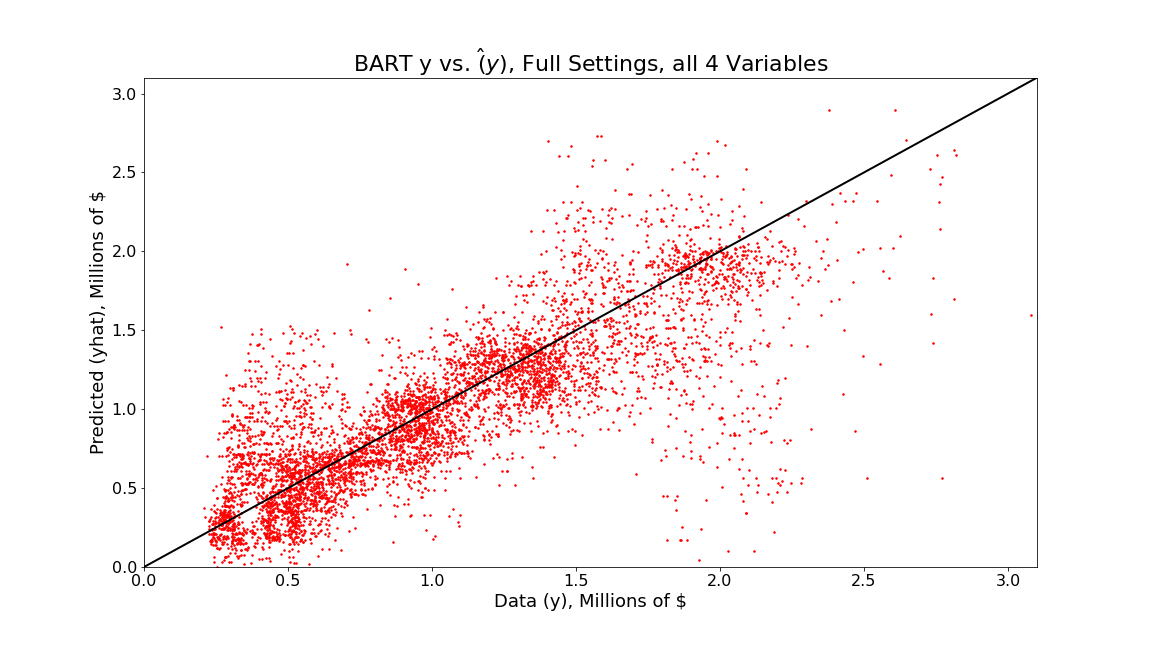 BART y vs. (̂y), Full Settings, all 4 Variables
3.0
2.5
2.0
1.5
1.0
0.5
0.0
Predicted (yhat), Millions of $
0.0 0.5 1.0 1.5 2.0 2.5 3.0
Data (y), Millions of $